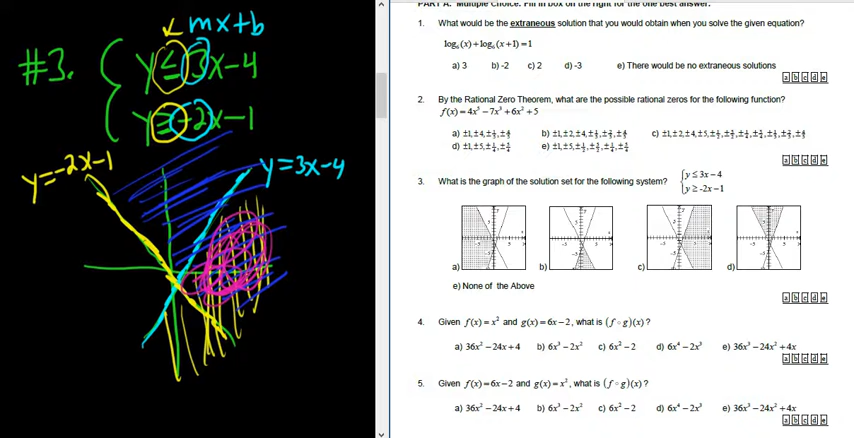 mx+b
#3.
y ≤ 3x-4
y ≥ -2x-1
y=-2x-1
y=3x-4
PART A: Multiple Choice. Fill in box on the right for the one best answer.
1. What would be the extraneous solution that you would obtain when you solve the given equation?
log₆(x)+log₆(x+1)=1
a) 3 b) -2 c) 2 d) -3 e) There would be no extraneous solutions
a b c d e
2. By the Rational Zero Theorem, what are the possible rational zeros for the following function?
f(x)=4x⁵-7x³+6x²+5
a b c d e
3. What is the graph of the solution set for the following system? {y ≤ 3x-4
y ≥ -2x-1
a) b) c) d)
e) None of the Above
a b c d e
4. Given f(x)=x² and g(x)=6x-2, what is (f∘g)(x)?
a) 36x²-24x+4 b) 6x³-2x² c) 6x²-2 d) 6x⁴-2x³ e) 36x³-24x²+4x
a b c d e
5. Given f(x)=6x-2 and g(x)=x², what is (f∘g)(x)?
a) 36x²-24x+4 b) 6x³-2x² c) 6x²-2 d) 6x⁴-2x³ e) 36x³-24x²+4x
a b c d e